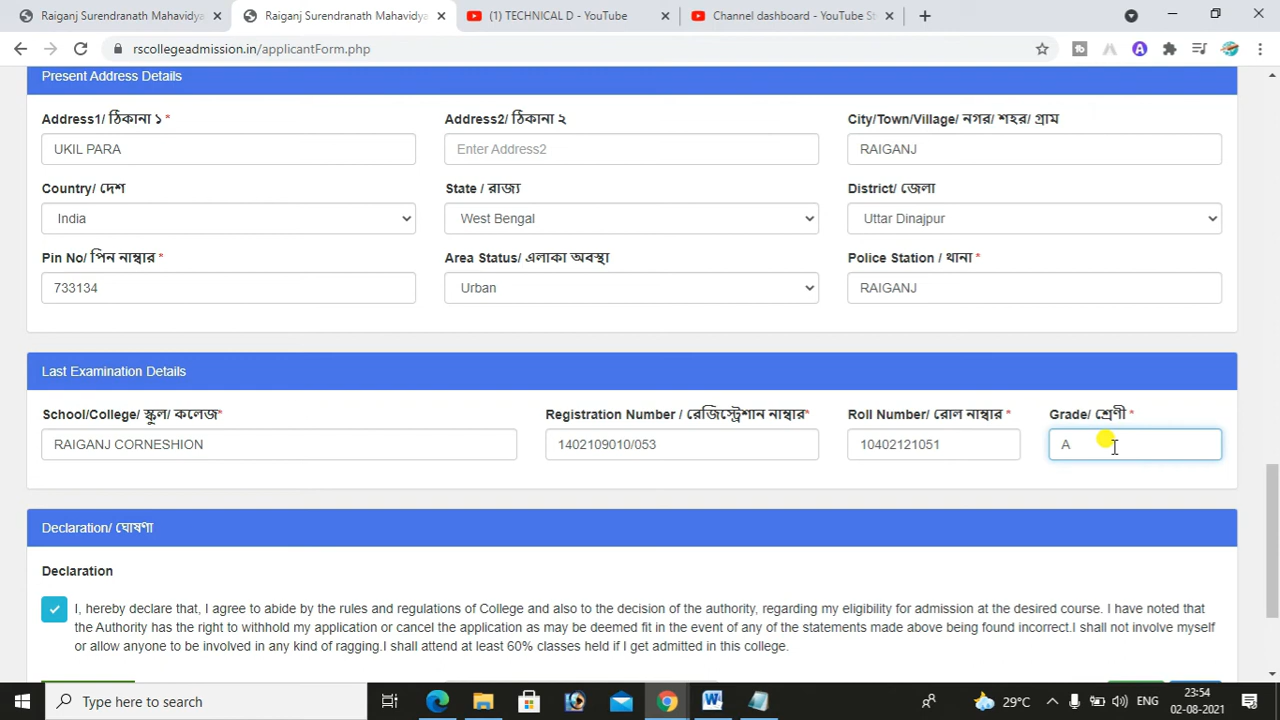 Raiganj Surendranath Mahavidya
Raiganj Surendranath Mahavidya
(1) TECHNICAL D - YouTube
Channel dashboard - YouTube St
rscollegeadmission.in/applicantForm.php
Present Address Details
Address1/ ঠিকানা ১ *
Address2/ ঠিকানা ২
City/Town/Village/ নগর/ শহর/ গ্রাম
UKIL PARA
Enter Address2
RAIGANJ
Country/ দেশ
State / রাজ্য
District/ জেলা
India
West Bengal
Uttar Dinajpur
Pin No/ পিন নাম্বার *
Area Status/ এলাকা অবস্থা
Police Station / থানা *
733134
Urban
RAIGANJ
Last Examination Details
School/College/ স্কুল/ কলেজ*
Registration Number / রেজিস্ট্রেশান নাম্বার*
Roll Number/ রোল নাম্বার *
Grade/ শ্রেণী *
RAIGANJ CORNESHION
1402109010/053
10402121051
A
Declaration/ ঘোষণা
Declaration
I, hereby declare that, I agree to abide by the rules and regulations of College and also to the decision of the authority, regarding my eligibility for admission at the desired course. I have noted that
the Authority has the right to withhold my application or cancel the application as may be deemed fit in the event of any of the statements made above being found incorrect.I shall not involve myself
or allow anyone to be involved in any kind of ragging.I shall attend at least 60% classes held if I get admitted in this college.
Type here to search
29°C
ENG
23:54
02-08-2021